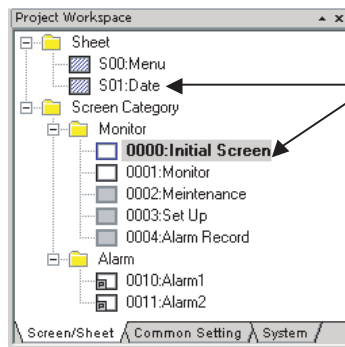 Project Workspace
Sheet
S00:Menu
S01:Date
Screen Category
Monitor
0000:Initial Screen
0001:Monitor
0002:Meintenance
0003:Set Up
0004:Alarm Record
Alarm
0010:Alarm1
0011:Alarm2
Screen/Sheet Common Setting System